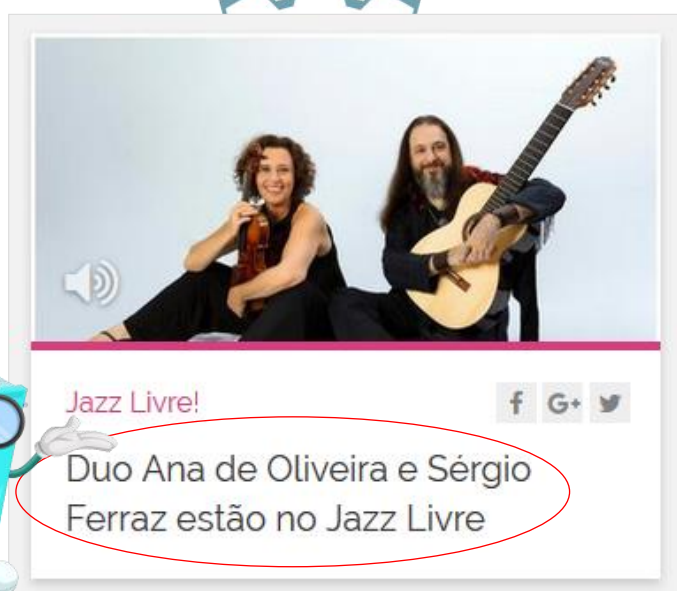 Jazz Livre!
f G+
Duo Ana de Oliveira e Sérgio
Ferraz estão no Jazz Livre